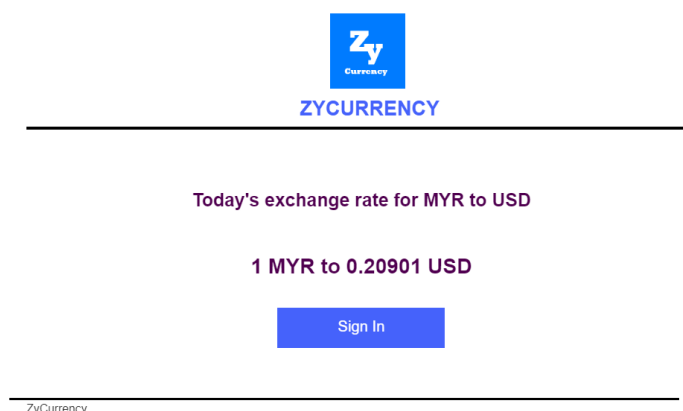 Zy
Currency
ZYCURRENCY
Today's exchange rate for MYR to USD
1 MYR to 0.20901 USD
Sign In
ZyCurrency